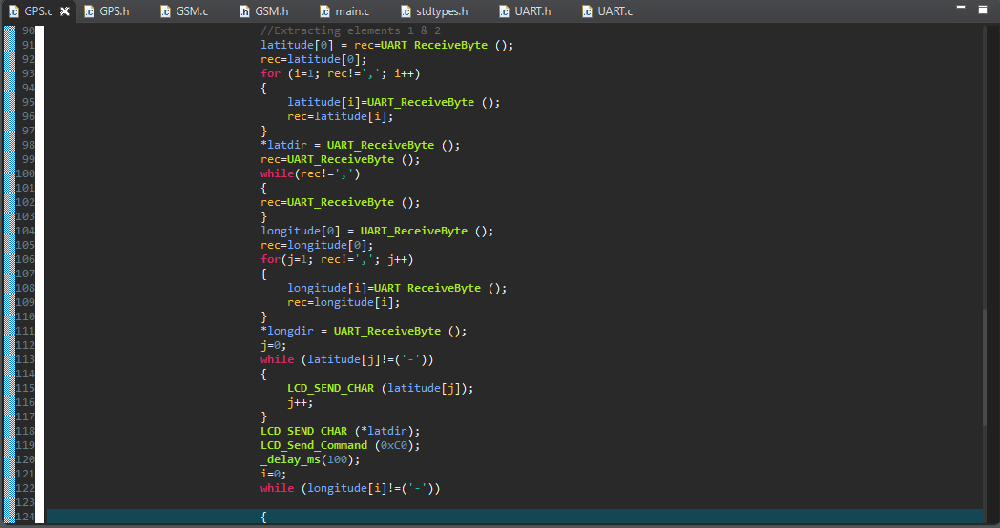 GPS.c GPS.h GSM.c GSM.h main.c stdtypes.h UART.h UART.c
90 //Extracting elements 1 & 2
91 latitude[0] = rec=UART_ReceiveByte ();
92 rec=latitude[0];
93 for (i=1; rec!=','; i++)
94 {
95 latitude[i]=UART_ReceiveByte ();
96 rec=latitude[i];
97 }
98 *latdir = UART_ReceiveByte ();
99 rec=UART_ReceiveByte ();
100 while(rec!=',')
101 {
102 rec=UART_ReceiveByte ();
103 }
104 longitude[0] = UART_ReceiveByte ();
105 rec=longitude[0];
106 for(j=1; rec!=','; j++)
107 {
108 longitude[i]=UART_ReceiveByte ();
109 rec=longitude[i];
110 }
111 *longdir = UART_ReceiveByte ();
112 j=0;
113 while (latitude[j]!=('-'))
114 {
115 LCD_SEND_CHAR (latitude[j]);
116 j++;
117 }
118 LCD_SEND_CHAR (*latdir);
119 LCD_Send_Command (0xC0);
120 _delay_ms(100);
121 i=0;
122 while (longitude[i]!=('-'))
123
124 {